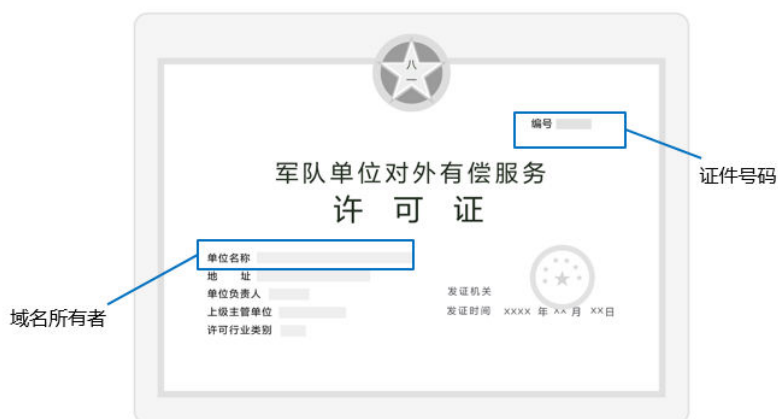 八
一
编号
证件号码
军队单位对外有偿服务
许 可 证
单位名称
地 址
单位负责人
上级主管单位
许可行业类别
发证机关
发证时间 XXXX 年 XX 月 XX日
域名所有者